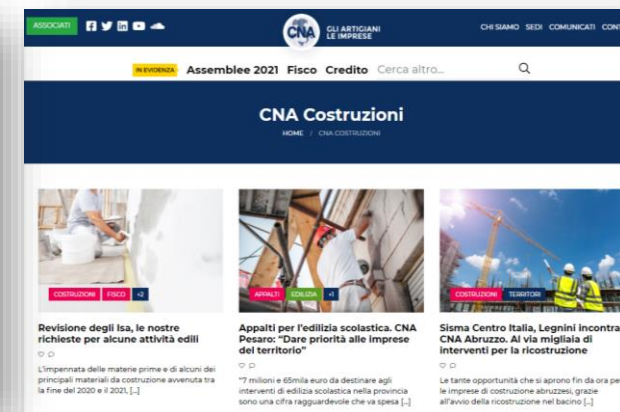 ASSOCIATI
CNA GLI ARTIGIANI
LE IMPRESE
CHI SIAMO SEDI COMUNICATI
IN EVIDENZA Assemblee 2021 Fisco Credito Cerca altro...
CNA Costruzioni
HOME / CNA COSTRUZIONI
COSTRUZIONI FISCO +2
Revisione degli Isa, le nostre
richieste per alcune attività edili
L'impennata delle materie prime e di alcuni dei
principali materiali da costruzione avvenuta tra
la fine del 2020 e il 2021, [...]
APPALTI EDILIZIA +1
Appalti per l'edilizia scolastica. CNA
Pesaro: "Dare priorità alle imprese
del territorio"
"7 milioni e 65mila euro da destinare agli
interventi di edilizia scolastica nella provincia
sono una cifra ragguardevole che va spesa [...]
COSTRUZIONI TERRITORI
Sisma Centro Italia, Legnini incontra
CNA Abruzzo. Al via migliaia di
interventi per la ricostruzione
Le tante opportunità che si aprono fin da ora pe
le imprese di costruzione abruzzesi, grazie
all'avvio della ricostruzione nel bacino [...]